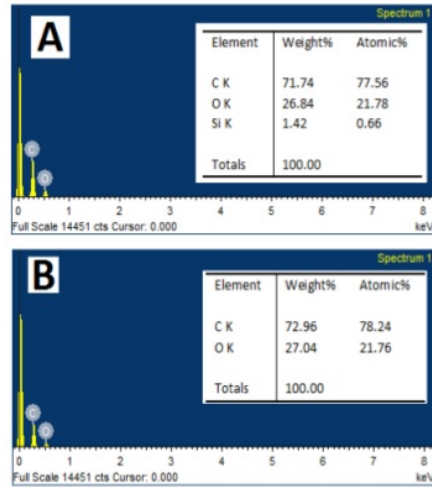 Spectrum 1
A
Element Weight% Atomic%
C K 71.74 77.56
O K 26.84 21.78
Si K 1.42 0.66
Totals 100.00
C
O
0 1 2 3 4 5 6 7 8
Full Scale 14451 cts Cursor: 0.000 keV
Spectrum 1
B
Element Weight% Atomic%
C K 72.96 78.24
O K 27.04 21.76
Totals 100.00
C
O
0 1 2 3 4 5 6 7 8
Full Scale 14451 cts Cursor: 0.000 keV